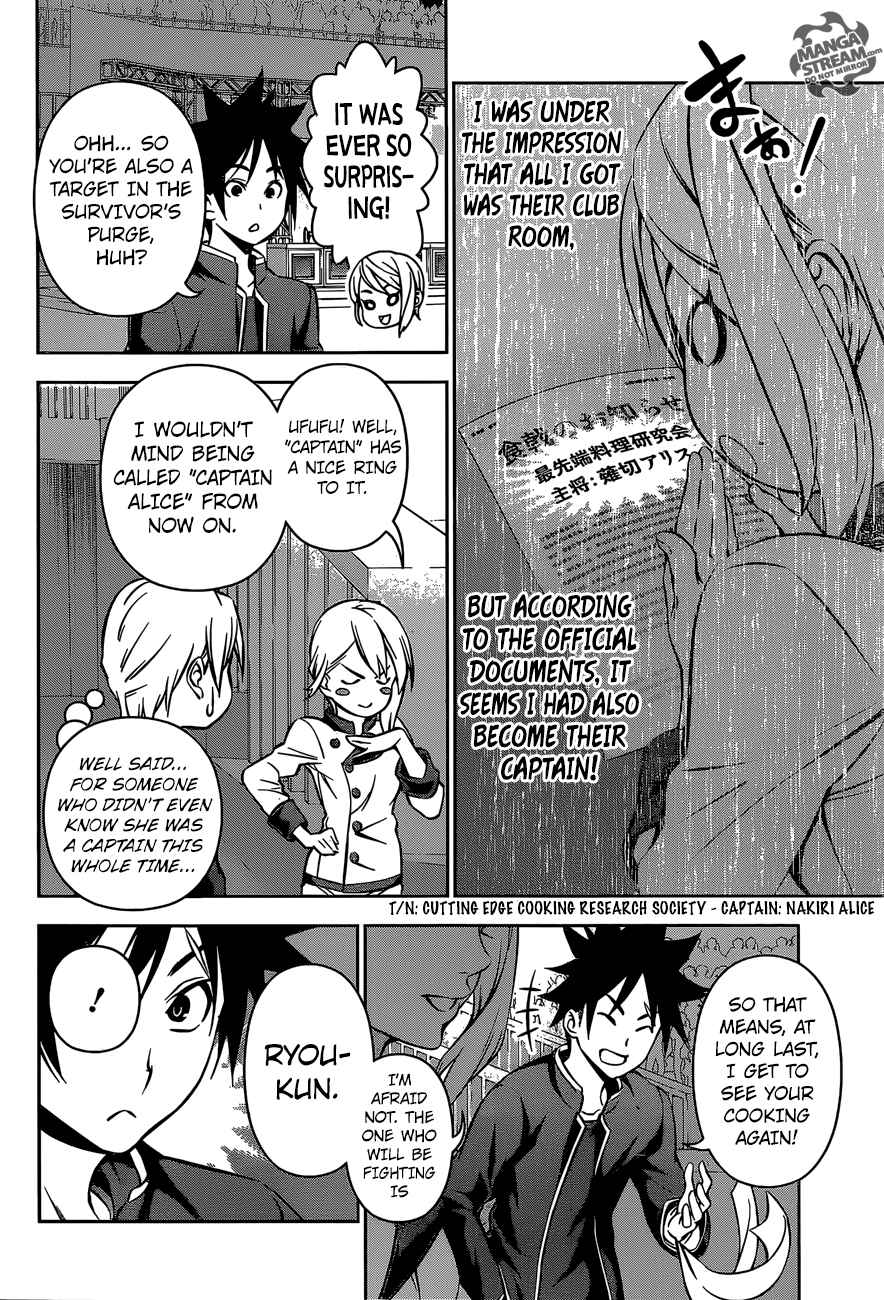 MANGA
STREAM.com
DO NOT MIRROR!
まぁ!
I WAS UNDER
THE IMPRESSION
THAT ALL I GOT
WAS THEIR CLUB
ROOM,
食戟のお知らせ
最先端料理研究会
主将:薙切アリス
BUT ACCORDING
TO THE OFFICIAL
DOCUMENTS, IT
SEEMS I HAD ALSO
BECOME THEIR
CAPTAIN!
IT WAS
EVER SO
SURPRIS-
ING!
OHH... SO
YOU'RE ALSO A
TARGET IN THE
SURVIVOR'S
PURGE,
HUH?
UFUFU! WELL,
"CAPTAIN" HAS
A NICE RING
TO IT.
I WOULDN'T
MIND BEING
CALLED "CAPTAIN
ALICE" FROM
NOW ON.
WELL SAID...
FOR SOMEONE
WHO DIDN'T EVEN
KNOW SHE WAS
A CAPTAIN THIS
WHOLE TIME...
T/N: CUTTING EDGE COOKING RESEARCH SOCIETY - CAPTAIN: NAKIRI ALICE
SO THAT
MEANS, AT
LONG LAST,
I GET TO
SEE YOUR
COOKING
AGAIN!
I'M
AFRAID
NOT. THE
ONE WHO
WILL BE
FIGHTING
IS
RYOU-
KUN.
!